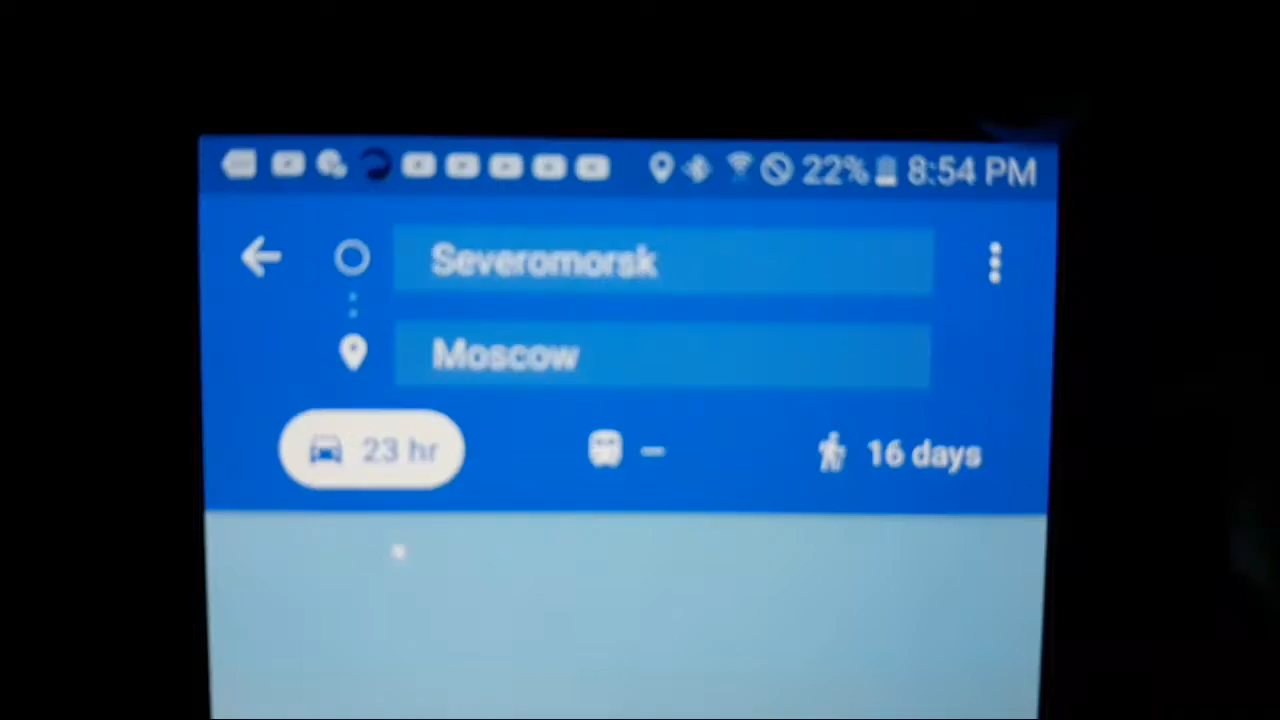 22% 8:54 PM
Severomorsk
Moscow
23 hr — 16 days